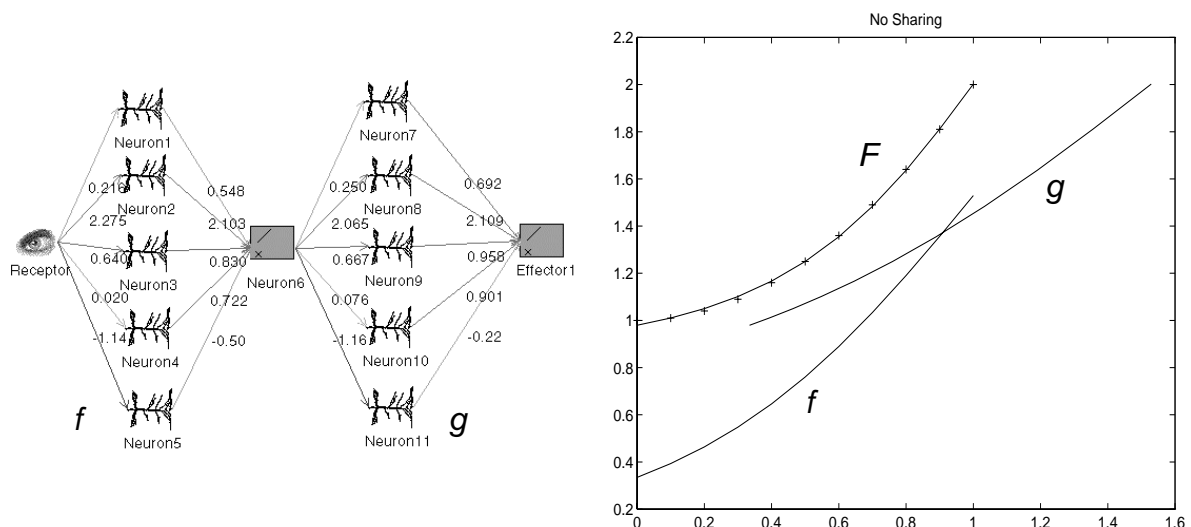 Neuron1
0.216
0.548
Neuron2
2.275
2.103
Receptor
0.640
0.830
Neuron3
Neuron6
0.020
0.722
-1.14
-0.50
Neuron4
f
Neuron5
Neuron7
0.250
0.692
Neuron8
2.065
2.109
0.667
0.958
Neuron9
Effector1
0.076
0.901
-1.16
-0.22
Neuron10
g
Neuron11
No Sharing
2.2
2
1.8
1.6
1.4
1.2
1
0.8
0.6
0.4
0.2
F
g
f
0 0.2 0.4 0.6 0.8 1 1.2 1.4 1.6